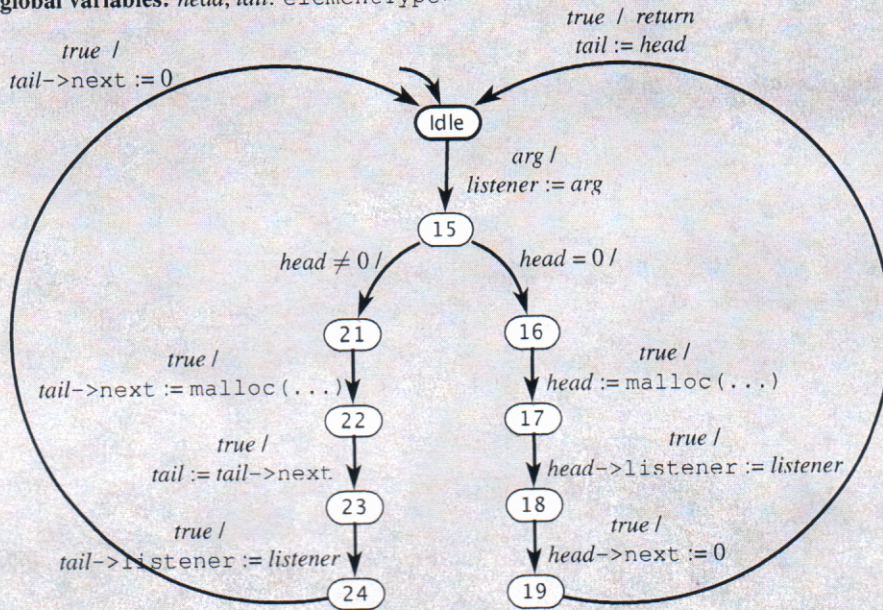 global variables: head, tail: elementType
true / return
tail := head
true /
tail->next := 0
Idle
arg /
listener := arg
15
head ≠ 0 /
head = 0 /
21
16
true /
tail->next := malloc(...)
true /
head := malloc(...)
22
17
true /
tail := tail->next
true /
head->listener := listener
23
18
true /
tail->listener := listener
true /
head->next := 0
24
19